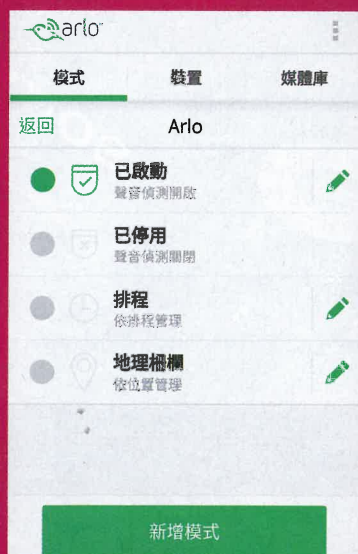 arlo
模式 裝置 媒體庫
返回 Arlo
已啟動
聲音偵測開啟
已停用
聲音偵測關閉
排程
依排程管理
地理柵欄
依位置管理
新增模式